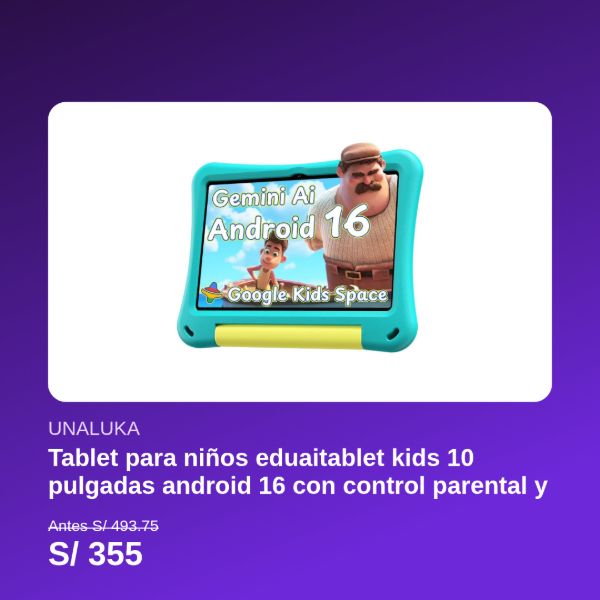 Gemini Ai
Android 16
Google Kids Space
UNALUKA
Tablet para niños eduaitablet kids 10
pulgadas android 16 con control parental y
Antes S/ 493.75
S/ 355